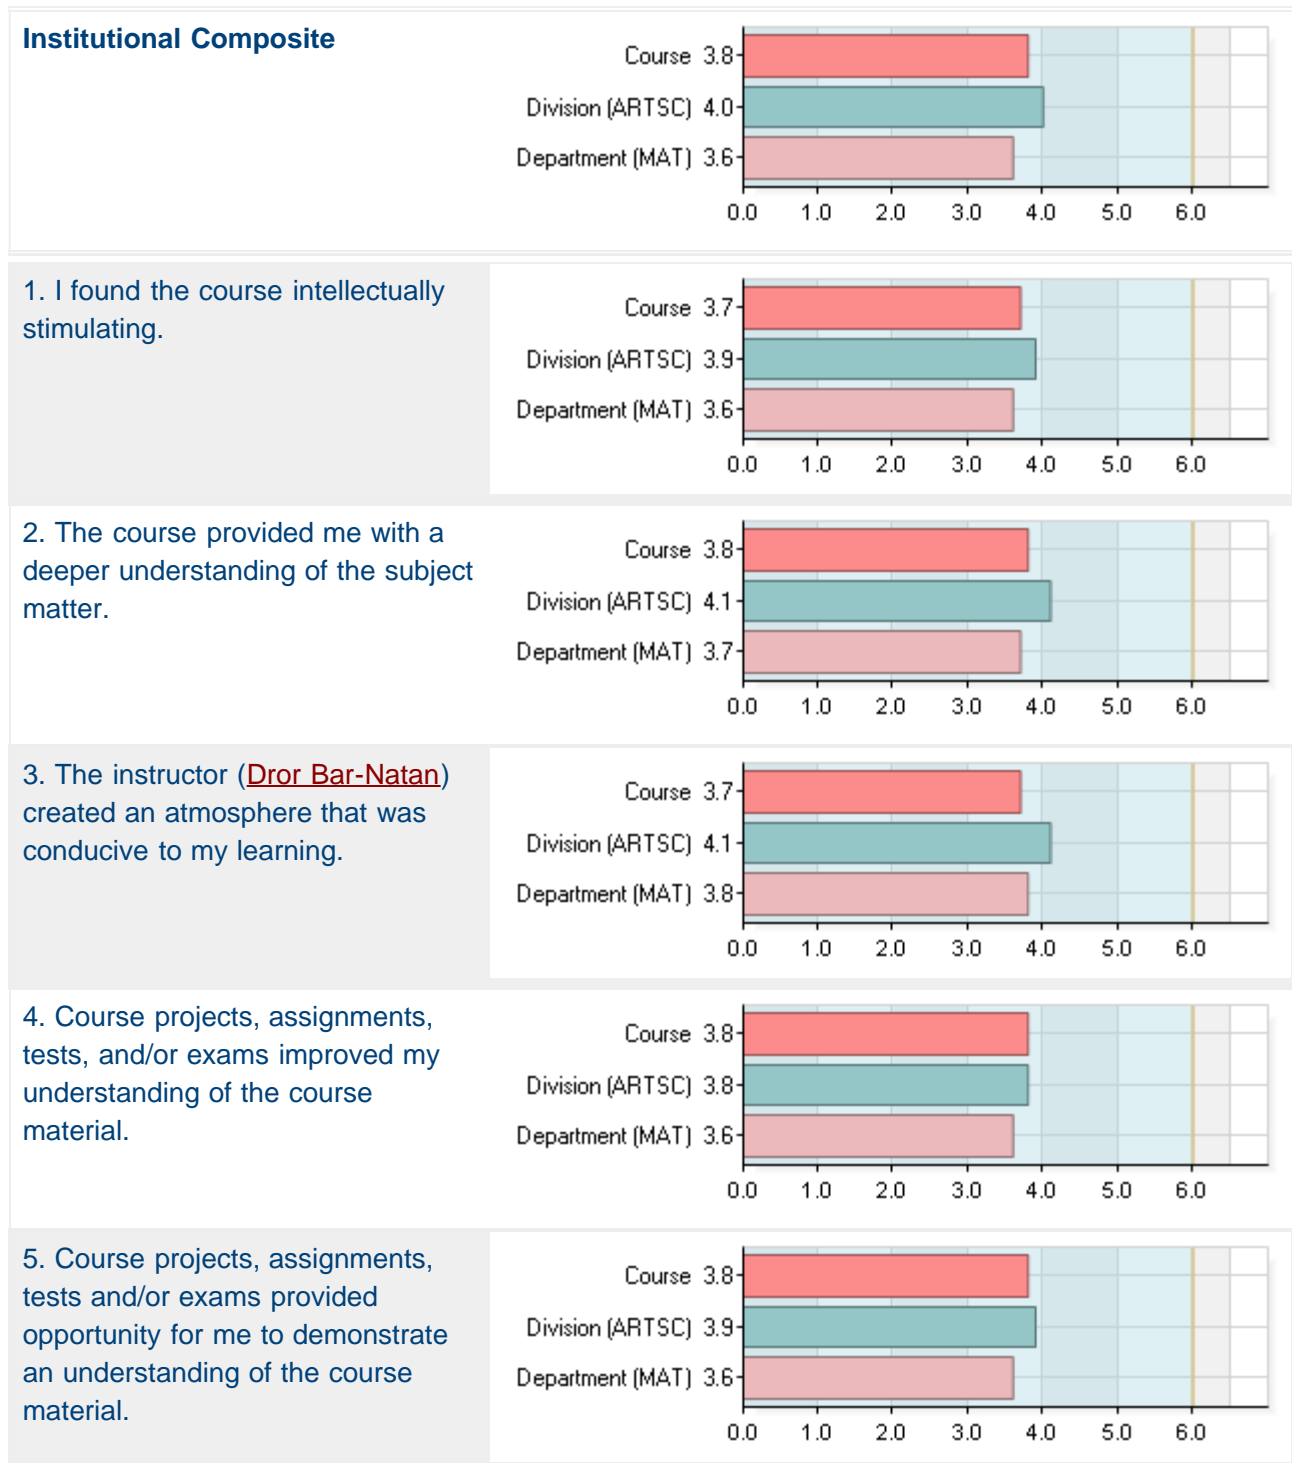 Institutional Composite
Course 3.8
Division (ARTSC) 4.0
Department (MAT) 3.6
0.0 1.0 2.0 3.0 4.0 5.0 6.0
1. I found the course intellectually
stimulating.
Course 3.7
Division (ARTSC) 3.9
Department (MAT) 3.6
0.0 1.0 2.0 3.0 4.0 5.0 6.0
2. The course provided me with a
deeper understanding of the subject
matter.
Course 3.8
Division (ARTSC) 4.1
Department (MAT) 3.7
0.0 1.0 2.0 3.0 4.0 5.0 6.0
3. The instructor (Dror Bar-Natan)
created an atmosphere that was
conducive to my learning.
Course 3.7
Division (ARTSC) 4.1
Department (MAT) 3.8
0.0 1.0 2.0 3.0 4.0 5.0 6.0
4. Course projects, assignments,
tests, and/or exams improved my
understanding of the course
material.
Course 3.8
Division (ARTSC) 3.8
Department (MAT) 3.6
0.0 1.0 2.0 3.0 4.0 5.0 6.0
5. Course projects, assignments,
tests and/or exams provided
opportunity for me to demonstrate
an understanding of the course
material.
Course 3.8
Division (ARTSC) 3.9
Department (MAT) 3.6
0.0 1.0 2.0 3.0 4.0 5.0 6.0